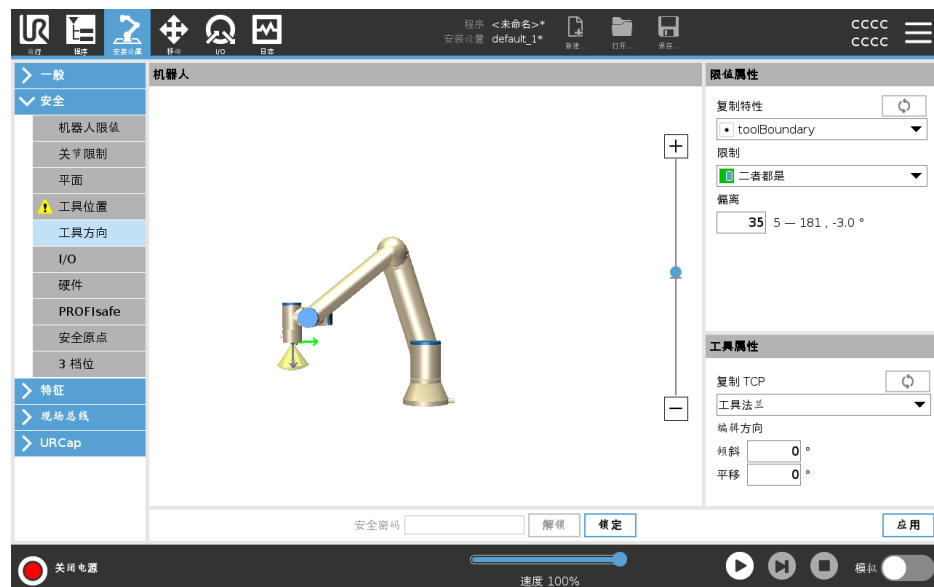 UR
运行
程序
安装设置
移动
I/O
日志
程序 <未命名>*
安装设置 default_1*
新建...
打开...
保存...
cccc
cccc
一般
安全
机器人限值
关节限制
平面
工具位置
工具方向
I/O
硬件
PROFIsafe
安全原点
3 档位
特征
现场总线
URCap
机器人
限值属性
复制特性
toolBoundary
限制
二者都是
偏离
35 5 — 181 , -3.0 °
工具属性
复制 TCP
工具法兰
编辑方向
倾斜 0 °
平移 0 °
安全密码
解锁
锁定
应用
关闭电源
速度 100%
模拟